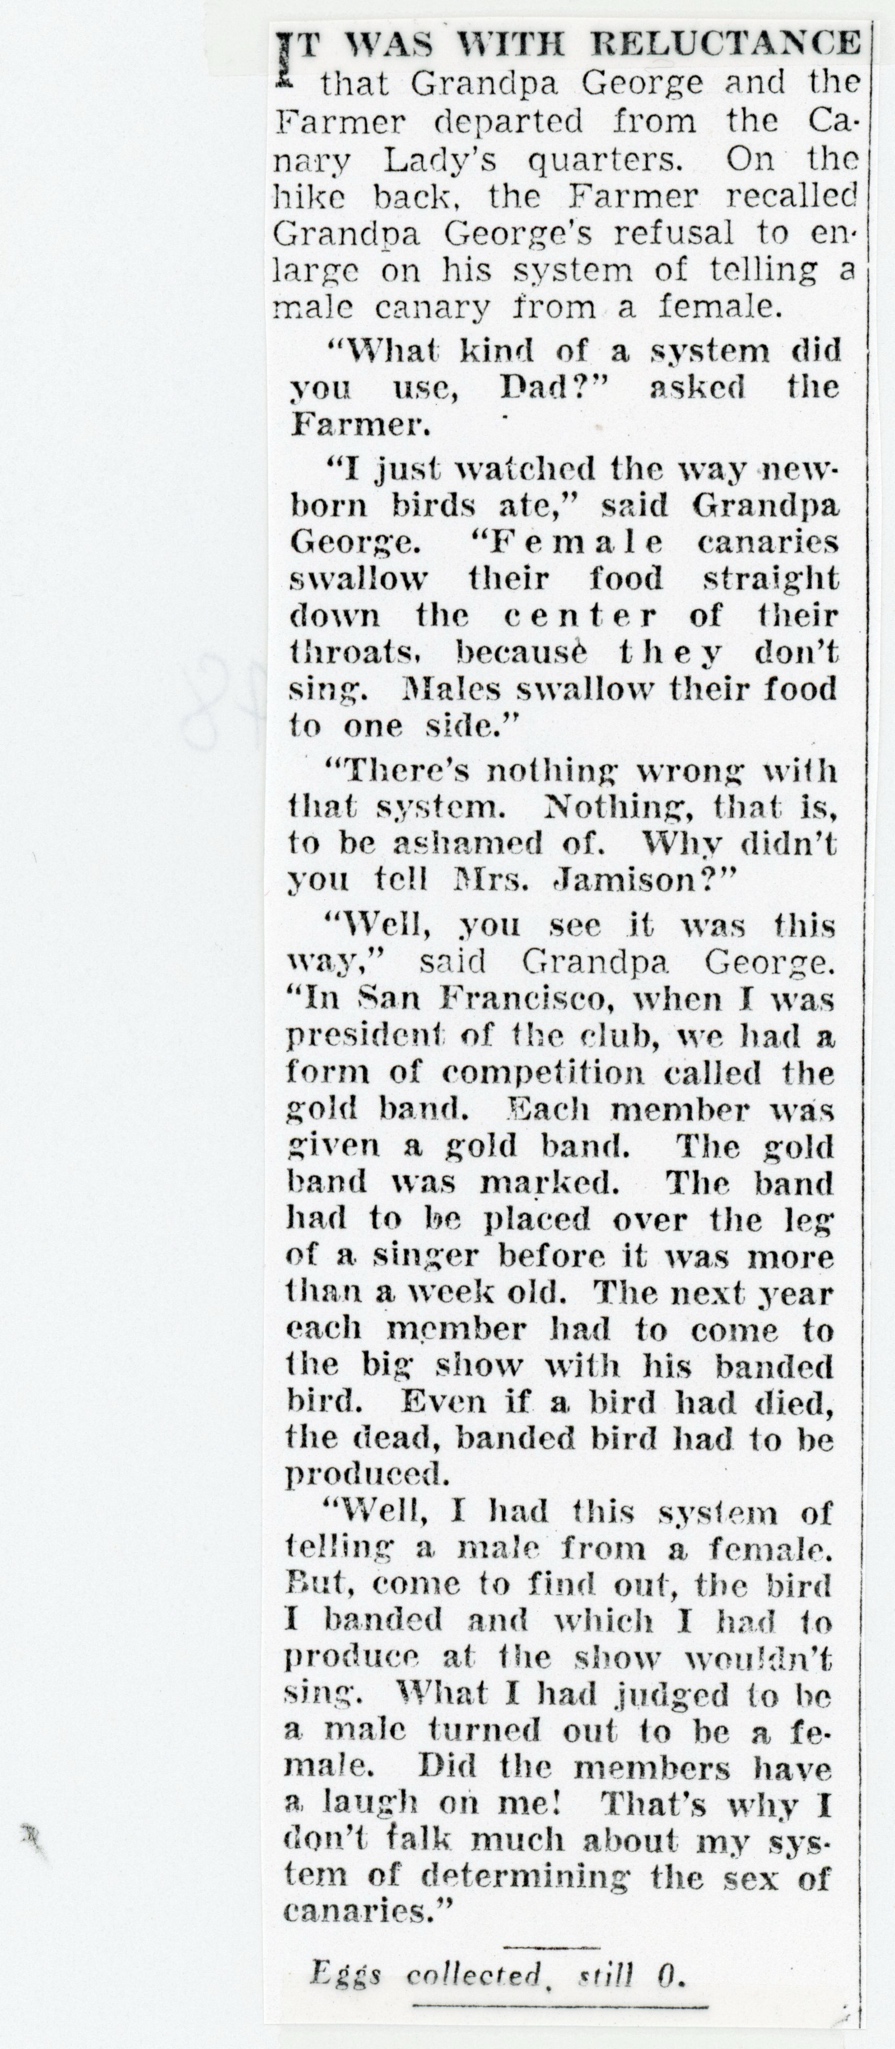 IT WAS WITH RELUCTANCE
that Grandpa George and the
Farmer departed from the Ca-
nary Lady's quarters. On the
hike back, the Farmer recalled
Grandpa George's refusal to en-
large on his system of telling a
male canary from a female.
"What kind of a system did
you use, Dad?" asked the
Farmer.
"I just watched the way new-
born birds ate," said Grandpa
George. "Female canaries
swallow their food straight
down the center of their
throats, because they don't
sing. Males swallow their food
to one side."
"There's nothing wrong with
that system. Nothing, that is,
to be ashamed of. Why didn't
you tell Mrs. Jamison?"
"Well, you see it was this
way," said Grandpa George.
"In San Francisco, when I was
president of the club, we had a
form of competition called the
gold band. Each member was
given a gold band. The gold
band was marked. The band
had to be placed over the leg
of a singer before it was more
than a week old. The next year
each member had to come to
the big show with his banded
bird. Even if a bird had died,
the dead, banded bird had to be
produced.
"Well, I had this system of
telling a male from a female.
But, come to find out, the bird
I banded and which I had to
produce at the show wouldn't
sing. What I had judged to be
a male turned out to be a fe-
male. Did the members have
a laugh on me! That's why I
don't talk much about my sys-
tem of determining the sex of
canaries."
Eggs collected, still 0.